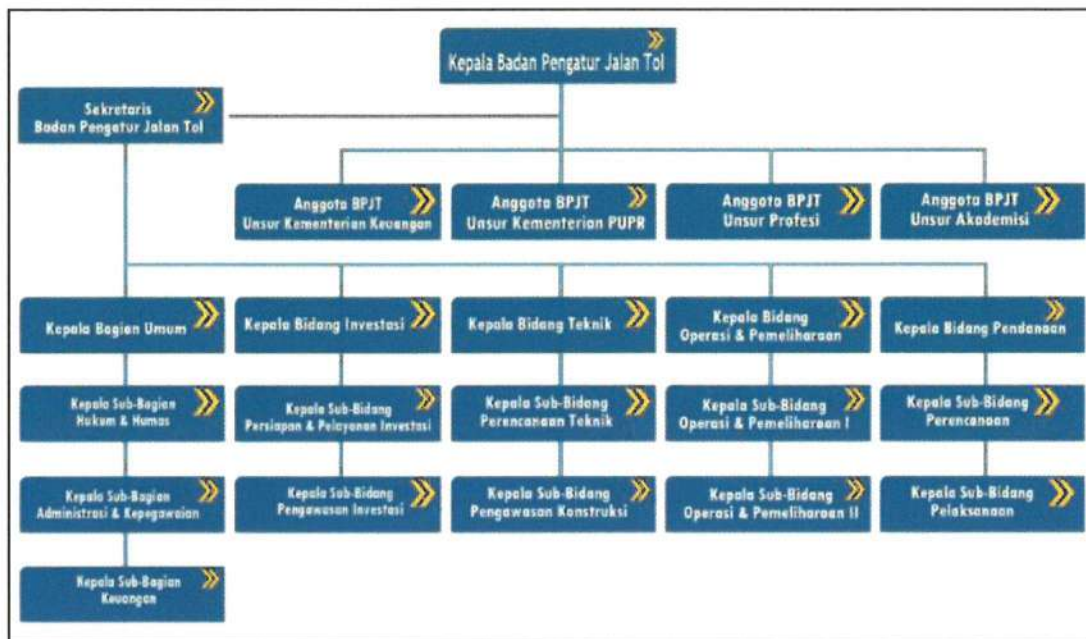 Kepala Badan Pengatur Jalan Tol
Sekretaris
Badan Pengatur Jalan Tol
Anggota BPJT
Unsur Kementerian Keuangan
Anggota BPJT
Unsur Kementerian PUPR
Anggota BPJT
Unsur Profesi
Anggota BPJT
Unsur Akademisi
Kepala Bagian Umum
Kepala Bidang Investasi
Kepala Bidang Teknik
Kepala Bidang
Operasi & Pemeliharaan
Kepala Bidang Pendanaan
Kepala Sub-Bagian
Hukum & Humas
Kepala Sub-Bidang
Persiapan & Pelayanan Investasi
Kepala Sub-Bidang
Perencanaan Teknik
Kepala Sub-Bidang
Operasi & Pemeliharaan I
Kepala Sub-Bidang
Perencanaan
Kepala Sub-Bagian
Administrasi & Kepegawaian
Kepala Sub-Bidang
Pengawasan Investasi
Kepala Sub-Bidang
Pengawasan Konstruksi
Kepala Sub-Bidang
Operasi & Pemeliharaan II
Kepala Sub-Bidang
Pelaksanaan
Kepala Sub-Bagian
Keuangan